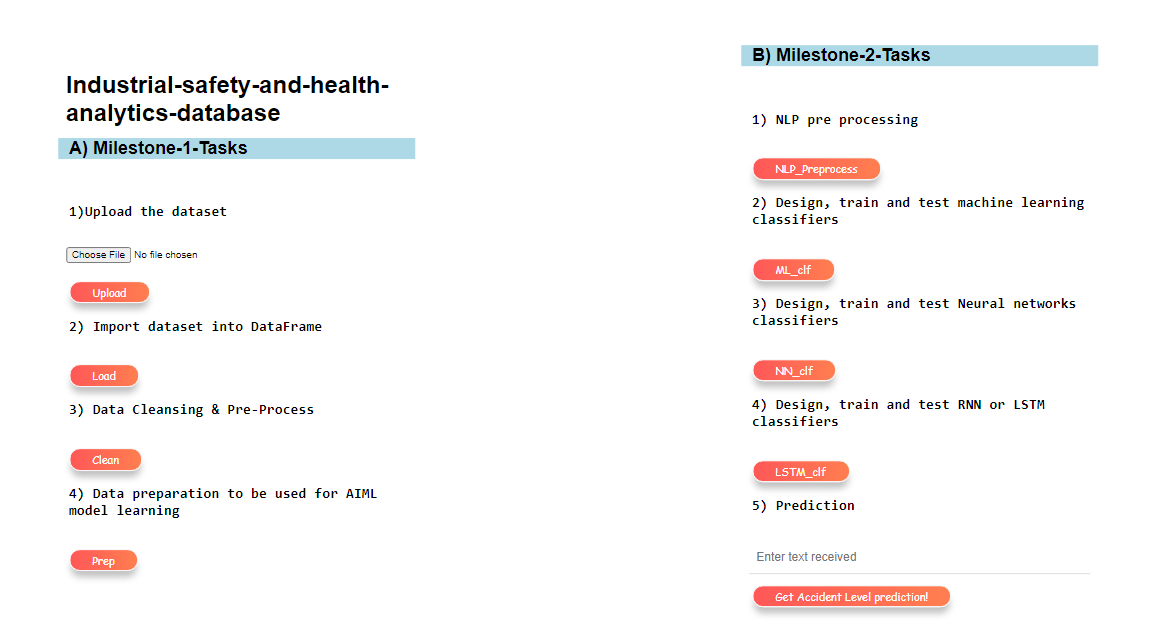 Industrial-safety-and-health-
analytics-database
A) Milestone-1-Tasks
1)Upload the dataset
Choose File No file chosen
Upload
2) Import dataset into DataFrame
Load
3) Data Cleansing & Pre-Process
Clean
4) Data preparation to be used for AIML
model learning
Prep
B) Milestone-2-Tasks
1) NLP pre processing
NLP_Preprocess
2) Design, train and test machine learning
classifiers
ML_clf
3) Design, train and test Neural networks
classifiers
NN_clf
4) Design, train and test RNN or LSTM
classifiers
LSTM_clf
5) Prediction
Enter text received
Get Accident Level prediction!